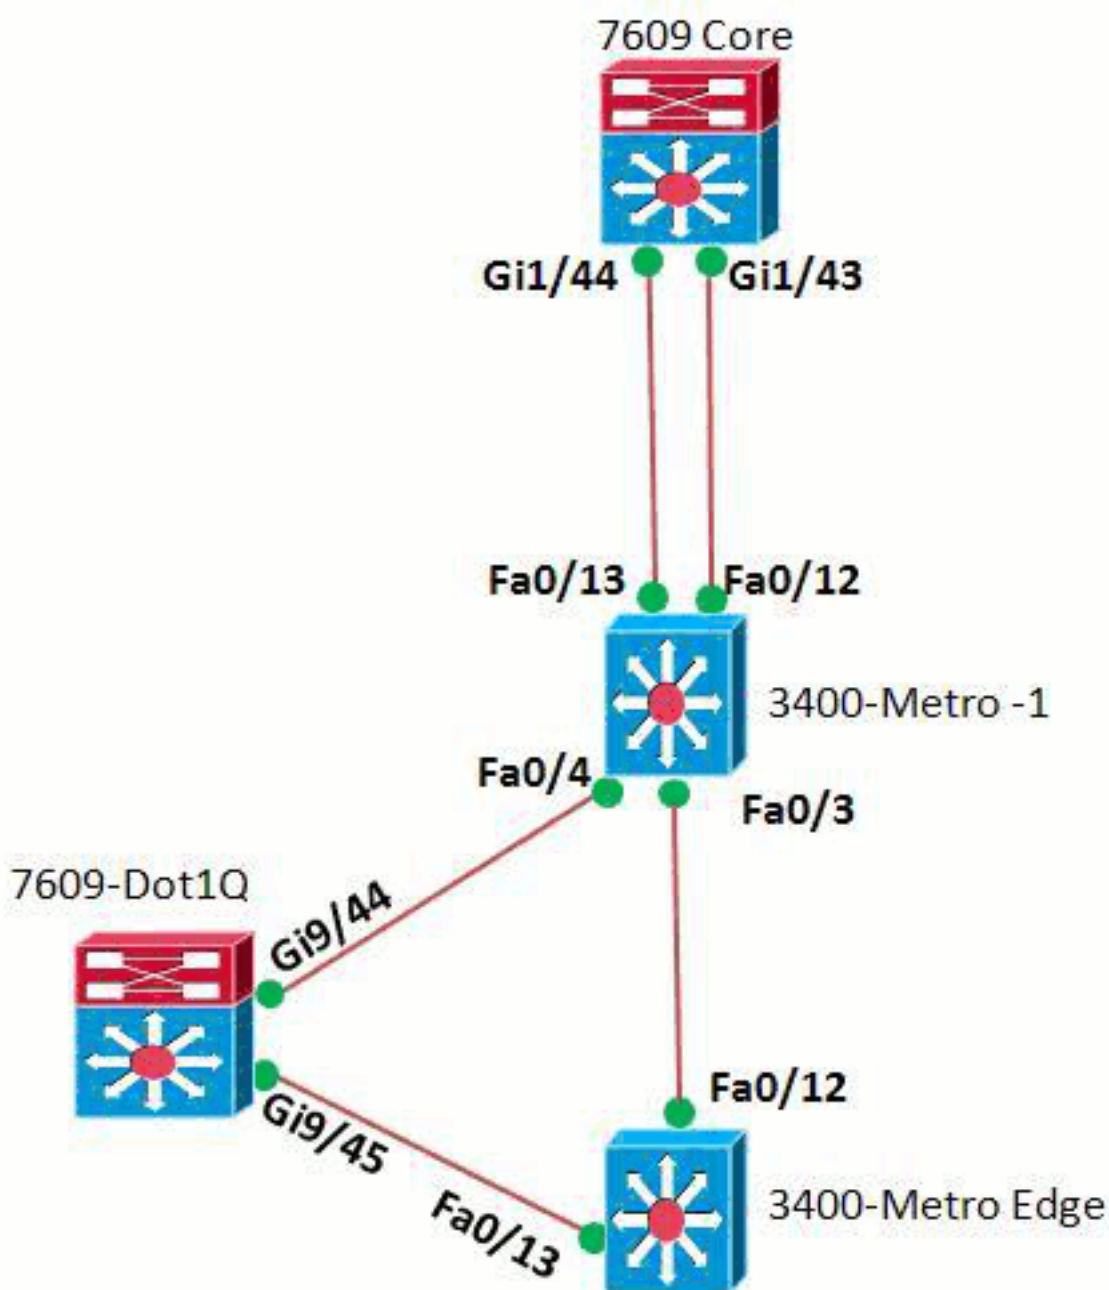 7609 Core
Gi1/44
Gi1/43
Fa0/13
Fa0/12
3400-Metro -1
Fa0/4
Fa0/3
7609-Dot1Q
Gi9/44
Fa0/12
Gi9/45
Fa0/13
3400-Metro Edge